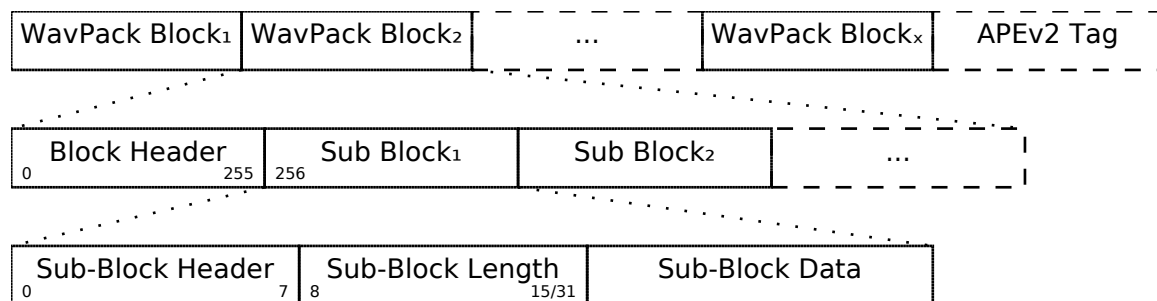 WavPack Block₁ WavPack Block₂ ... WavPack Blockₓ APEv2 Tag
Block Header Sub Block₁ Sub Block₂ ...
0 255 256
Sub-Block Header Sub-Block Length Sub-Block Data
0 7 8 15/31